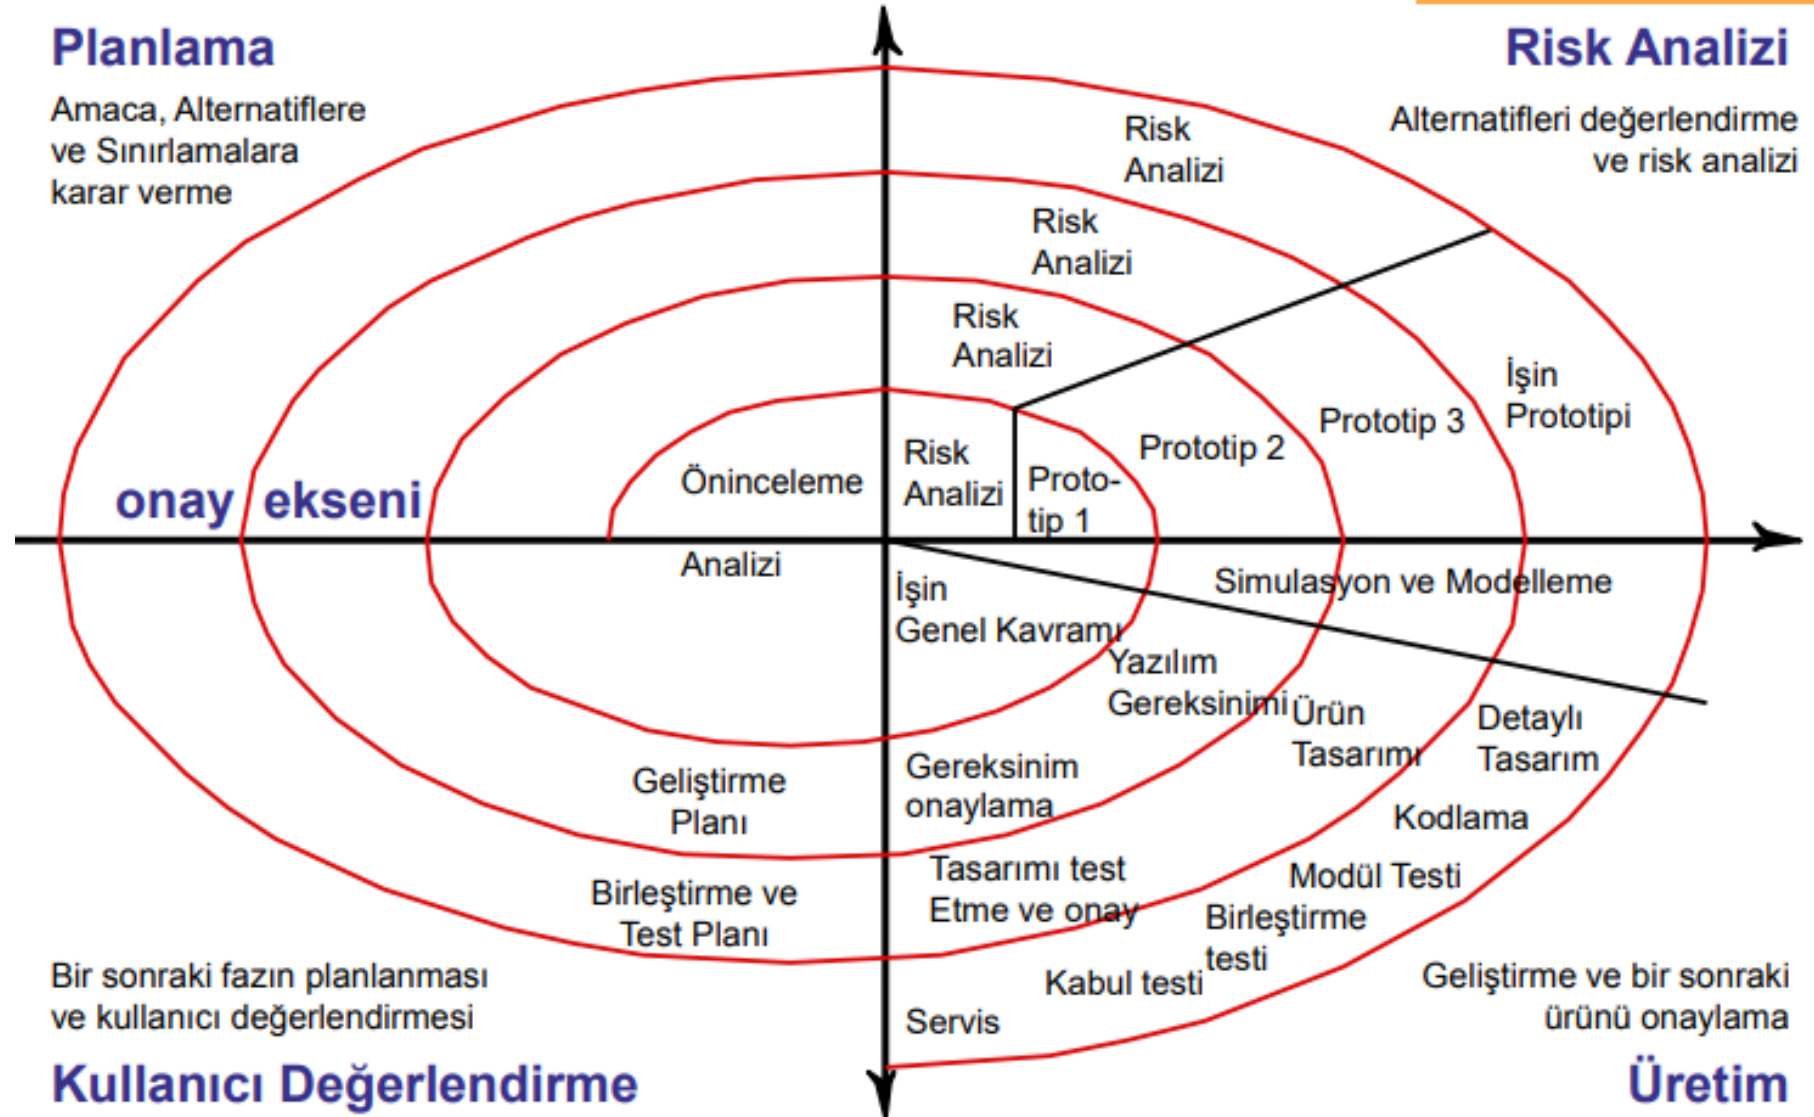 Planlama
Amaca, Alternatiflere
ve Sınırlamalara
karar verme
Risk Analizi
Alternatifleri değerlendirme
ve risk analizi
Risk
Analizi
Risk
Analizi
Risk
Analizi
Risk
Analizi
Proto-
tip 1
Prototip 2
Prototip 3
İşin
Prototipi
Öninceleme
onay ekseni
Analizi
İşin
Genel Kavramı
Simulasyon ve Modelleme
Yazılım
Gereksinimi
Ürün
Tasarımı
Detaylı
Tasarım
Geliştirme
Planı
Gereksinim
onaylama
Kodlama
Birleştirme ve
Test Planı
Tasarımı test
Etme ve onay
Modül Testi
Birleştirme
testi
Kabul testi
Servis
Bir sonraki fazın planlanması
ve kullanıcı değerlendirmesi
Kullanıcı Değerlendirme
Geliştirme ve bir sonraki
ürünü onaylama
Üretim